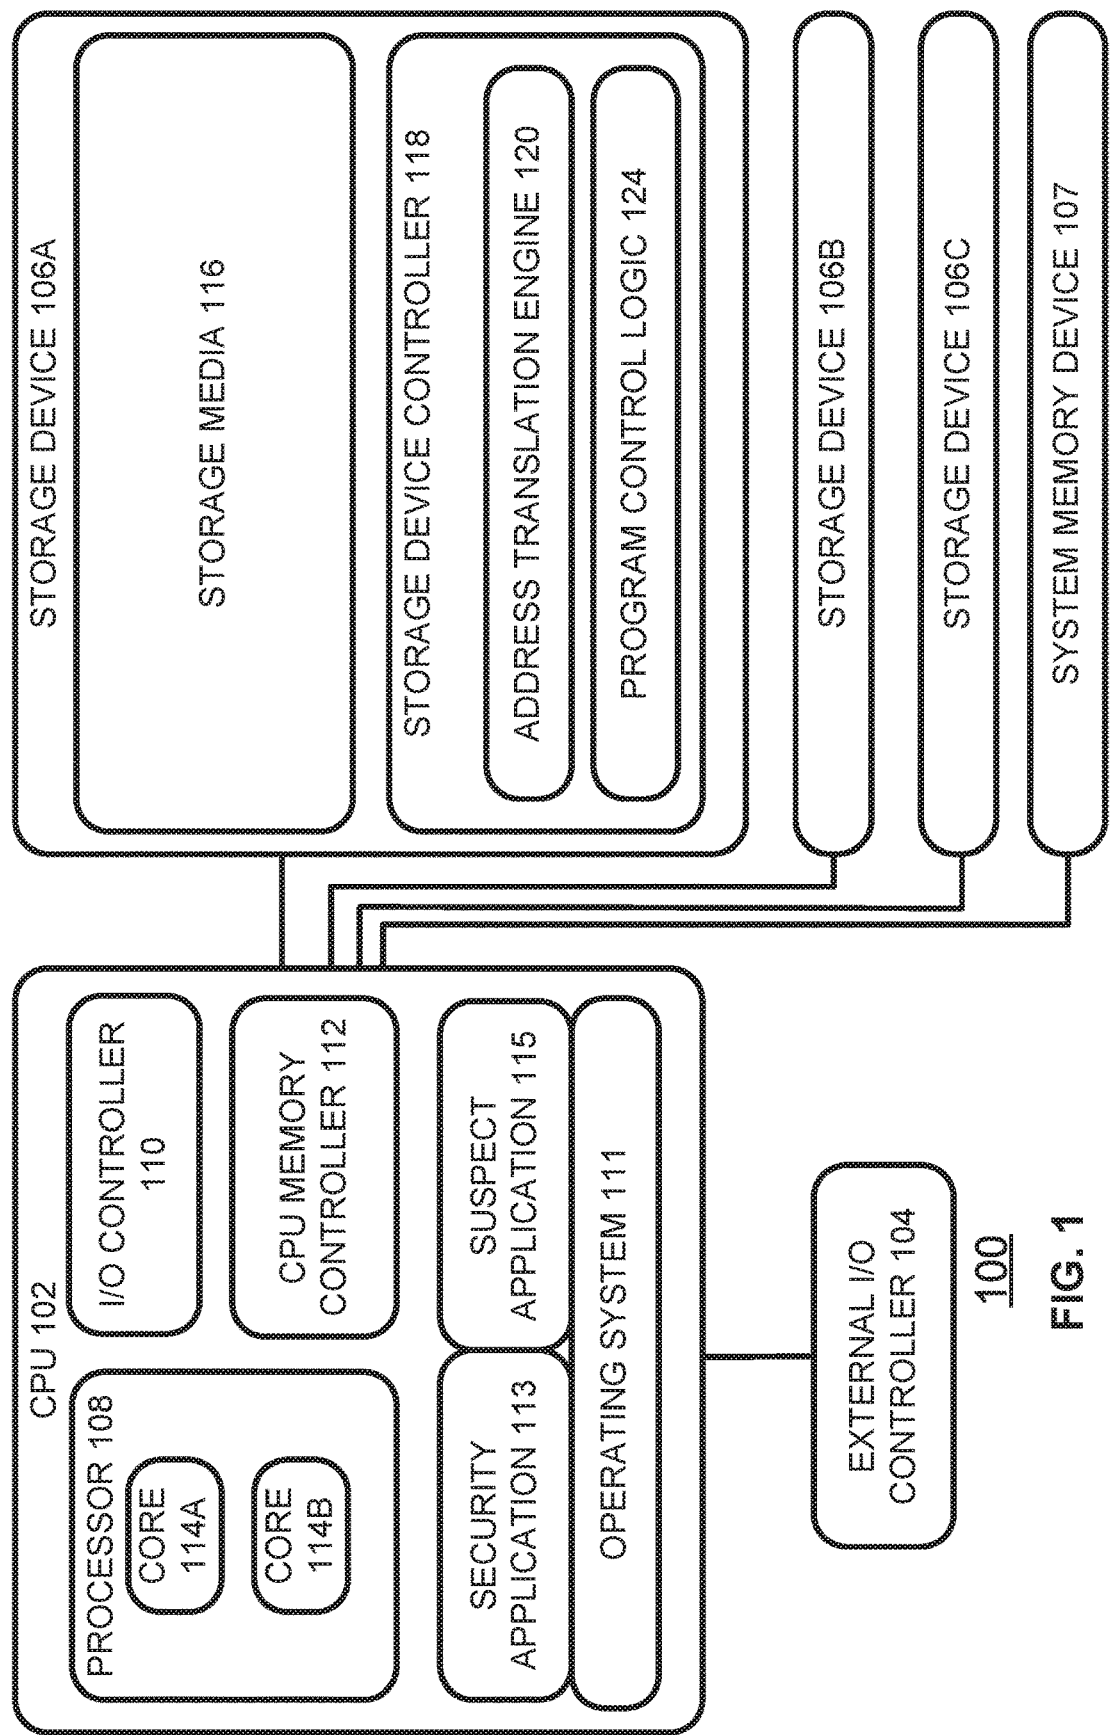 CPU 102
PROCESSOR 108
CORE
114A
CORE
114B
I/O CONTROLLER
110
CPU MEMORY
CONTROLLER 112
SECURITY
APPLICATION 113
SUSPECT
APPLICATION 115
OPERATING SYSTEM 111
EXTERNAL I/O
CONTROLLER 104
STORAGE DEVICE 106A
STORAGE MEDIA 116
STORAGE DEVICE CONTROLLER 118
ADDRESS TRANSLATION ENGINE 120
PROGRAM CONTROL LOGIC 124
STORAGE DEVICE 106B
STORAGE DEVICE 106C
SYSTEM MEMORY DEVICE 107
100
FIG. 1